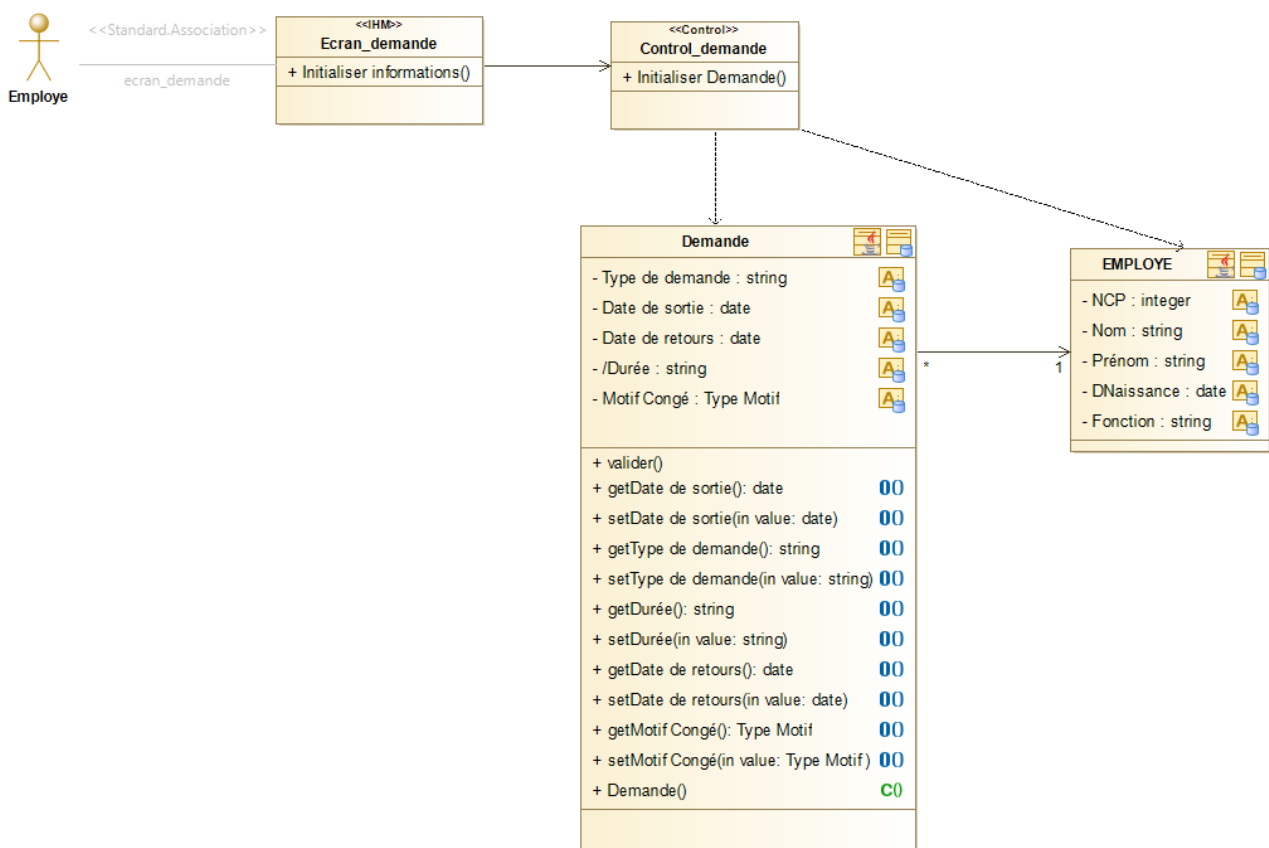 <<Standard.Association>>
ecran_demande
Employe
<<IHM>>
Ecran_demande
+ Initialiser informations()
<<Control>>
Control_demande
+ Initialiser Demande()
Demande
- Type de demande : string
- Date de sortie : date
- Date de retours : date
- /Durée : string
- Motif Congé : Type Motif
+ valider()
+ getDate de sortie(): date
+ setDate de sortie(in value: date)
+ getType de demande(): string
+ setType de demande(in value: string)
+ getDurée(): string
+ setDurée(in value: string)
+ getDate de retours(): date
+ setDate de retours(in value: date)
+ getMotif Congé(): Type Motif
+ setMotif Congé(in value: Type Motif)
+ Demande()
C()
*
1
EMPLOYE
- NCP : integer
- Nom : string
- Prénom : string
- DNaissance : date
- Fonction : string